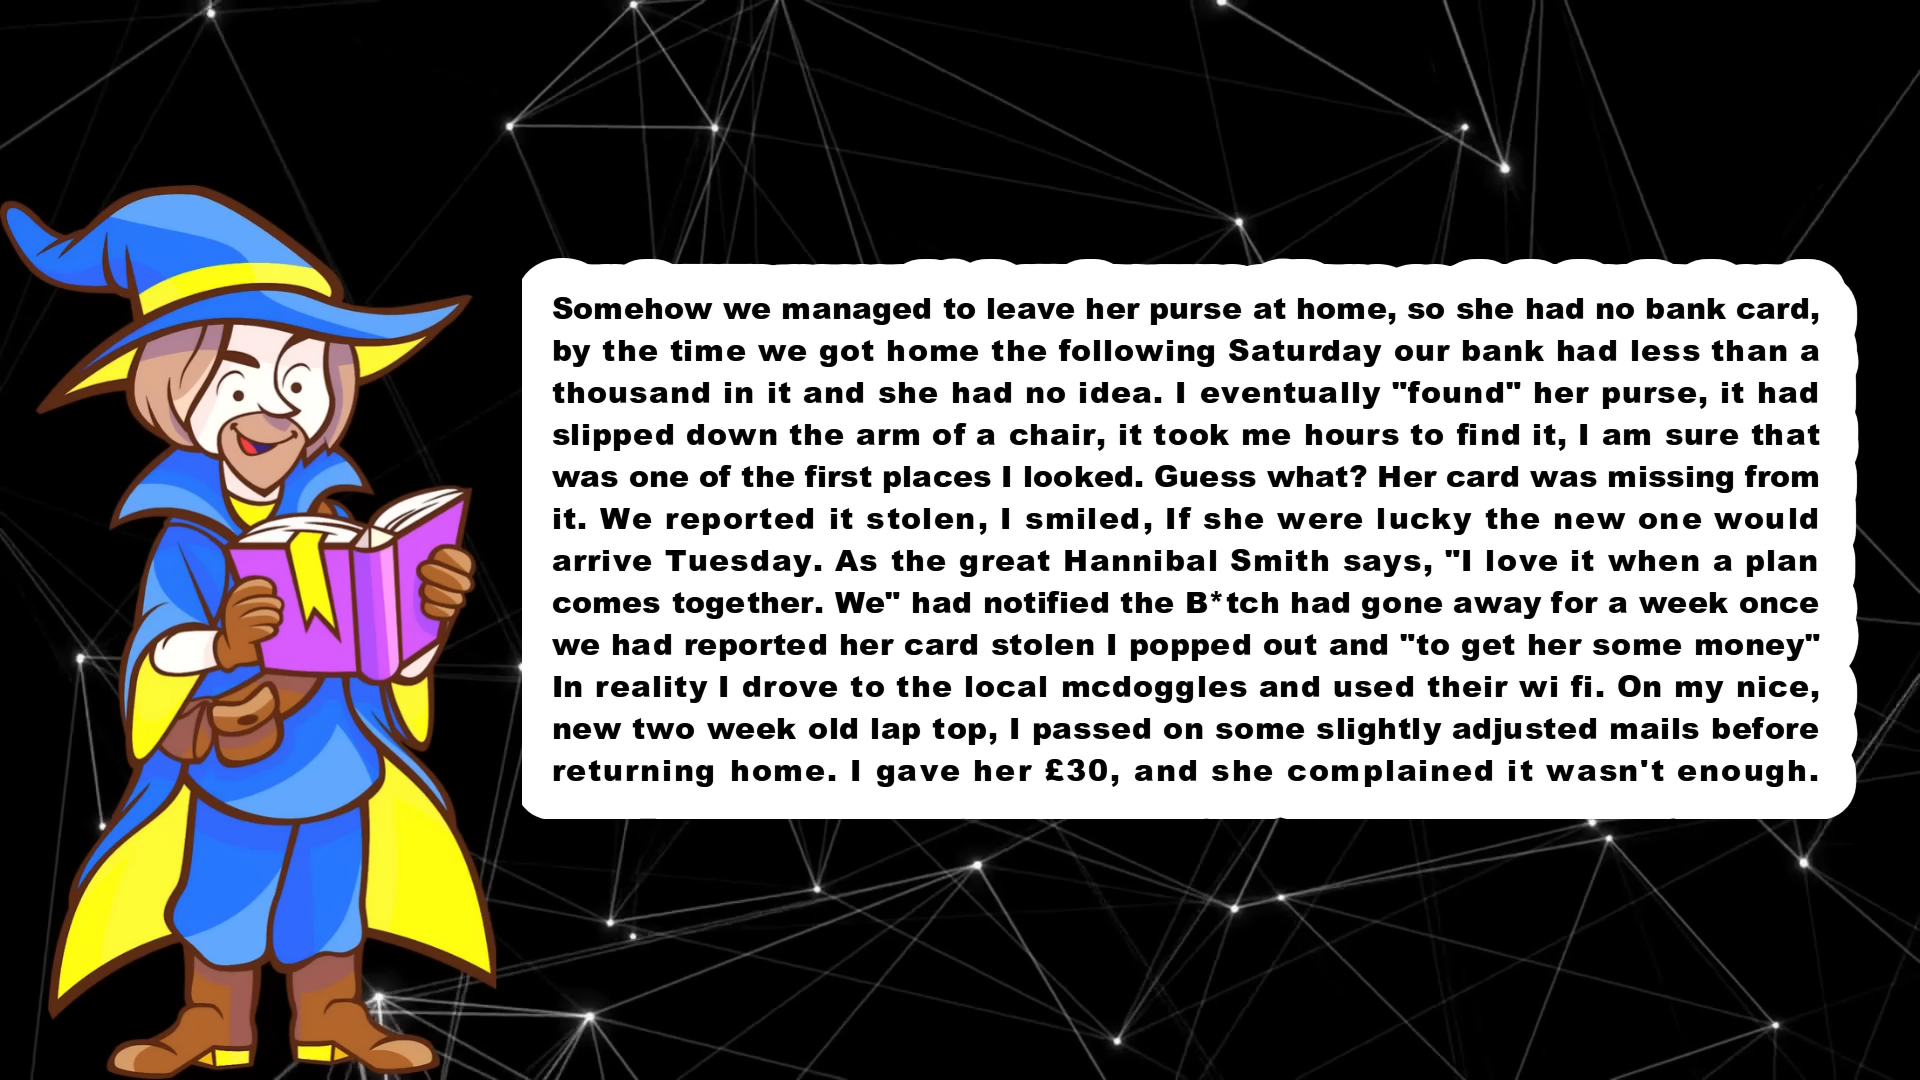 Somehow we managed to leave her purse at home, so she had no bank card,
by the time we got home the following Saturday our bank had less than a
thousand in it and she had no idea. I eventually "found" her purse, it had
slipped down the arm of a chair, it took me hours to find it, I am sure that
was one of the first places I looked. Guess what? Her card was missing from
it. We reported it stolen, I smiled, If she were lucky the new one would
arrive Tuesday. As the great Hannibal Smith says, "I love it when a plan
comes together. We" had notified the B*tch had gone away for a week once
we had reported her card stolen I popped out and "to get her some money"
In reality I drove to the local mcdoggles and used their wi fi. On my nice,
new two week old lap top, I passed on some slightly adjusted mails before
returning home. I gave her £30, and she complained it wasn't enough.